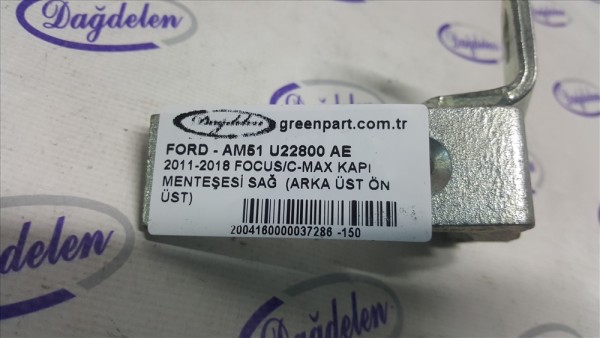 Dağdelen
Dağdelen greenpart.com.tr
FORD - AM51 U22800 AE
2011-2018 FOCUS/C-MAX KAPI
MENTEŞESİ SAĞ (ARKA ÜST ÖN
ÜST)
2004160000037286 -150
Dağdelen
Dağdelen